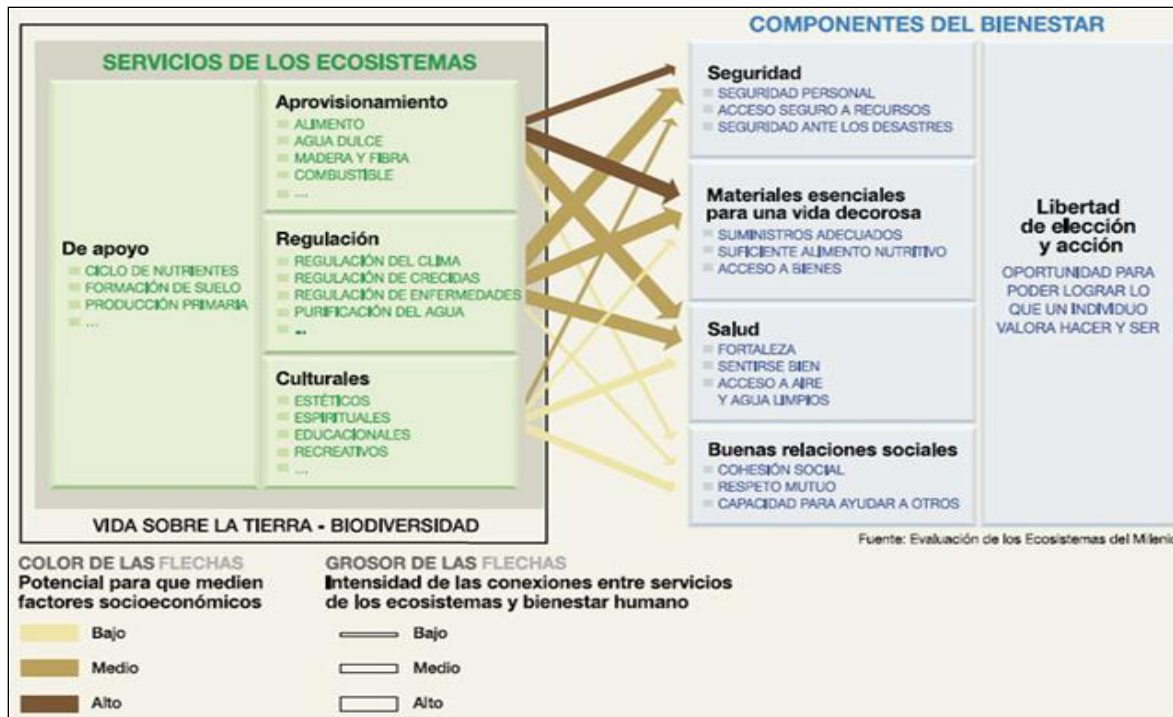 COMPONENTES DEL BIENESTAR
SERVICIOS DE LOS ECOSISTEMAS
De apoyo
CICLO DE NUTRIENTES
FORMACIÓN DE SUELO
PRODUCCIÓN PRIMARIA
...
Aprovisionamiento
ALIMENTO
AGUA DULCE
MADERA Y FIBRA
COMBUSTIBLE
...
Regulación
REGULACIÓN DEL CLIMA
REGULACIÓN DE CRECIDAS
REGULACIÓN DE ENFERMEDADES
PURIFICACIÓN DEL AGUA
...
Culturales
ESTÉTICOS
ESPIRITUALES
EDUCACIONALES
RECREATIVOS
...
VIDA SOBRE LA TIERRA - BIODIVERSIDAD
Seguridad
SEGURIDAD PERSONAL
ACCESO SEGURO A RECURSOS
SEGURIDAD ANTE LOS DESASTRES
Materiales esenciales
para una vida decorosa
SUMINISTROS ADECUADOS
SUFICIENTE ALIMENTO NUTRITIVO
ACCESO A BIENES
Salud
FORTALEZA
SENTIRSE BIEN
ACCESO A AIRE
Y AGUA LIMPIOS
Buenas relaciones sociales
COHESIÓN SOCIAL
RESPETO MUTUO
CAPACIDAD PARA AYUDAR A OTROS
Libertad
de elección
y acción
OPORTUNIDAD PARA
PODER LOGRAR LO
QUE UN INDIVIDUO
VALORA HACER Y SER
Fuente: Evaluación de los Ecosistemas del Milenio
COLOR DE LAS FLECHAS
Potencial para que medien
factores socioeconómicos
Bajo
Medio
Alto
GROSOR DE LAS FLECHAS
Intensidad de las conexiones entre servicios
de los ecosistemas y bienestar humano
Bajo
Medio
Alto